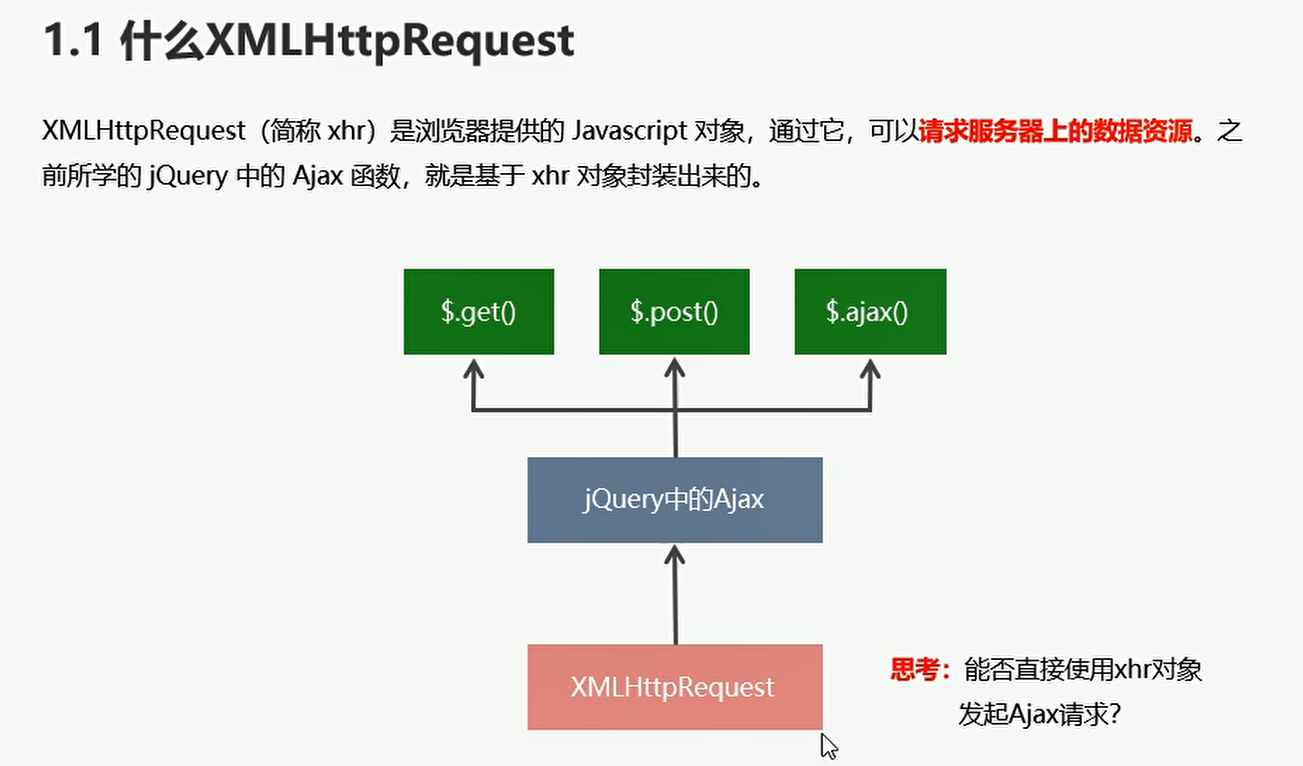 1.1 什么XMLHttpRequest
XMLHttpRequest（简称 xhr）是浏览器提供的 Javascript 对象，通过它，可以请求服务器上的数据资源。之
前所学的 jQuery 中的 Ajax 函数，就是基于 xhr 对象封装出来的。
$.get()
$.post()
$.ajax()
jQuery中的Ajax
XMLHttpRequest
思考：能否直接使用xhr对象
发起Ajax请求？